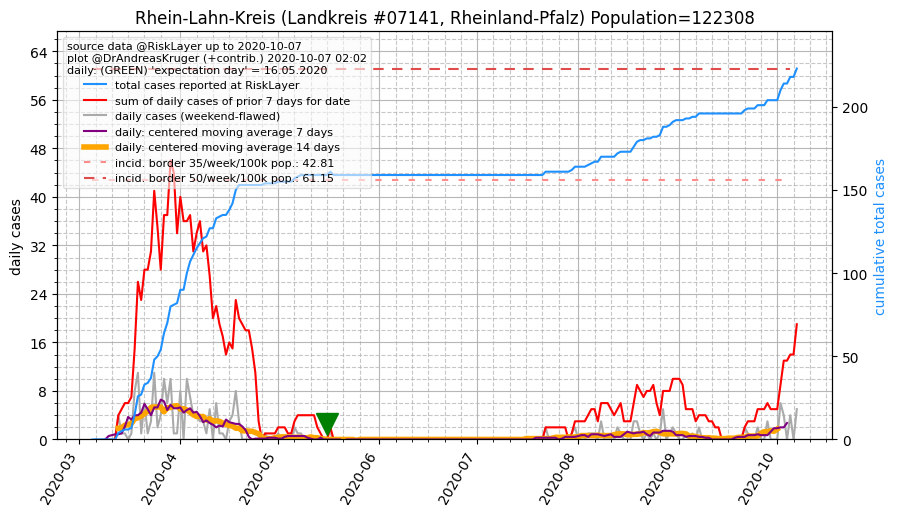 Rhein-Lahn-Kreis (Landkreis #07141, Rheinland-Pfalz) Population=122308
source data @RiskLayer up to 2020-10-07
plot @DrAndreasKruger (+contrib.) 2020-10-07 02:02
daily: (GREEN) 'expectation day' = 16.05.2020
total cases reported at RiskLayer
sum of daily cases of prior 7 days for date
daily cases (weekend-flawed)
daily: centered moving average 7 days
daily: centered moving average 14 days
incid. border 35/week/100k pop.: 42.81
incid. border 50/week/100k pop.: 61.15
daily cases
64
56
48
40
32
24
16
8
0
cumulative total cases
200
150
100
50
0
2020-03
2020-04
2020-05
2020-06
2020-07
2020-08
2020-09
2020-10